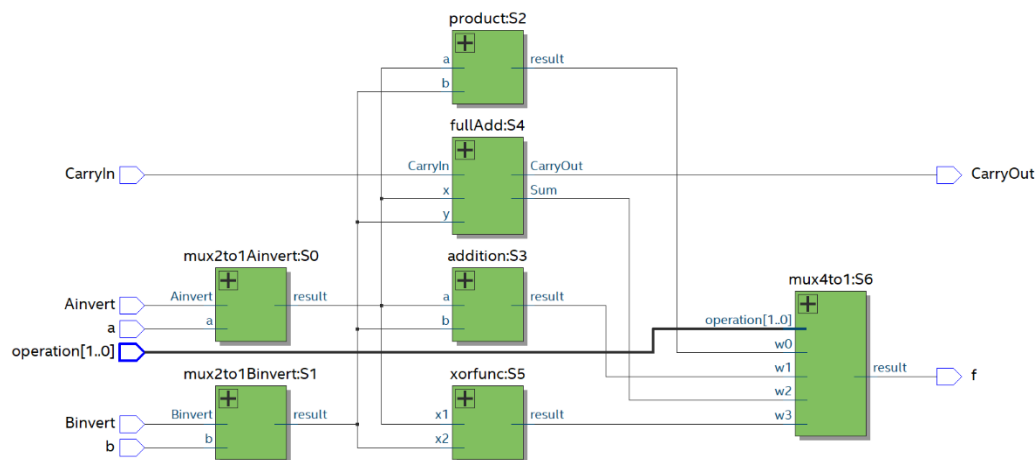 product:S2
a
result
b
fullAdd:S4
CarryIn
CarryIn
CarryOut
CarryOut
x
Sum
y
mux2to1Ainvert:S0
addition:S3
mux4to1:S6
Ainvert
Ainvert
result
a
result
a
a
b
operation[1..0]
operation[1..0]
w0
mux2to1Binvert:S1
xorfunc:S5
w1
result
f
w2
Binvert
Binvert
result
x1
result
w3
b
b
x2